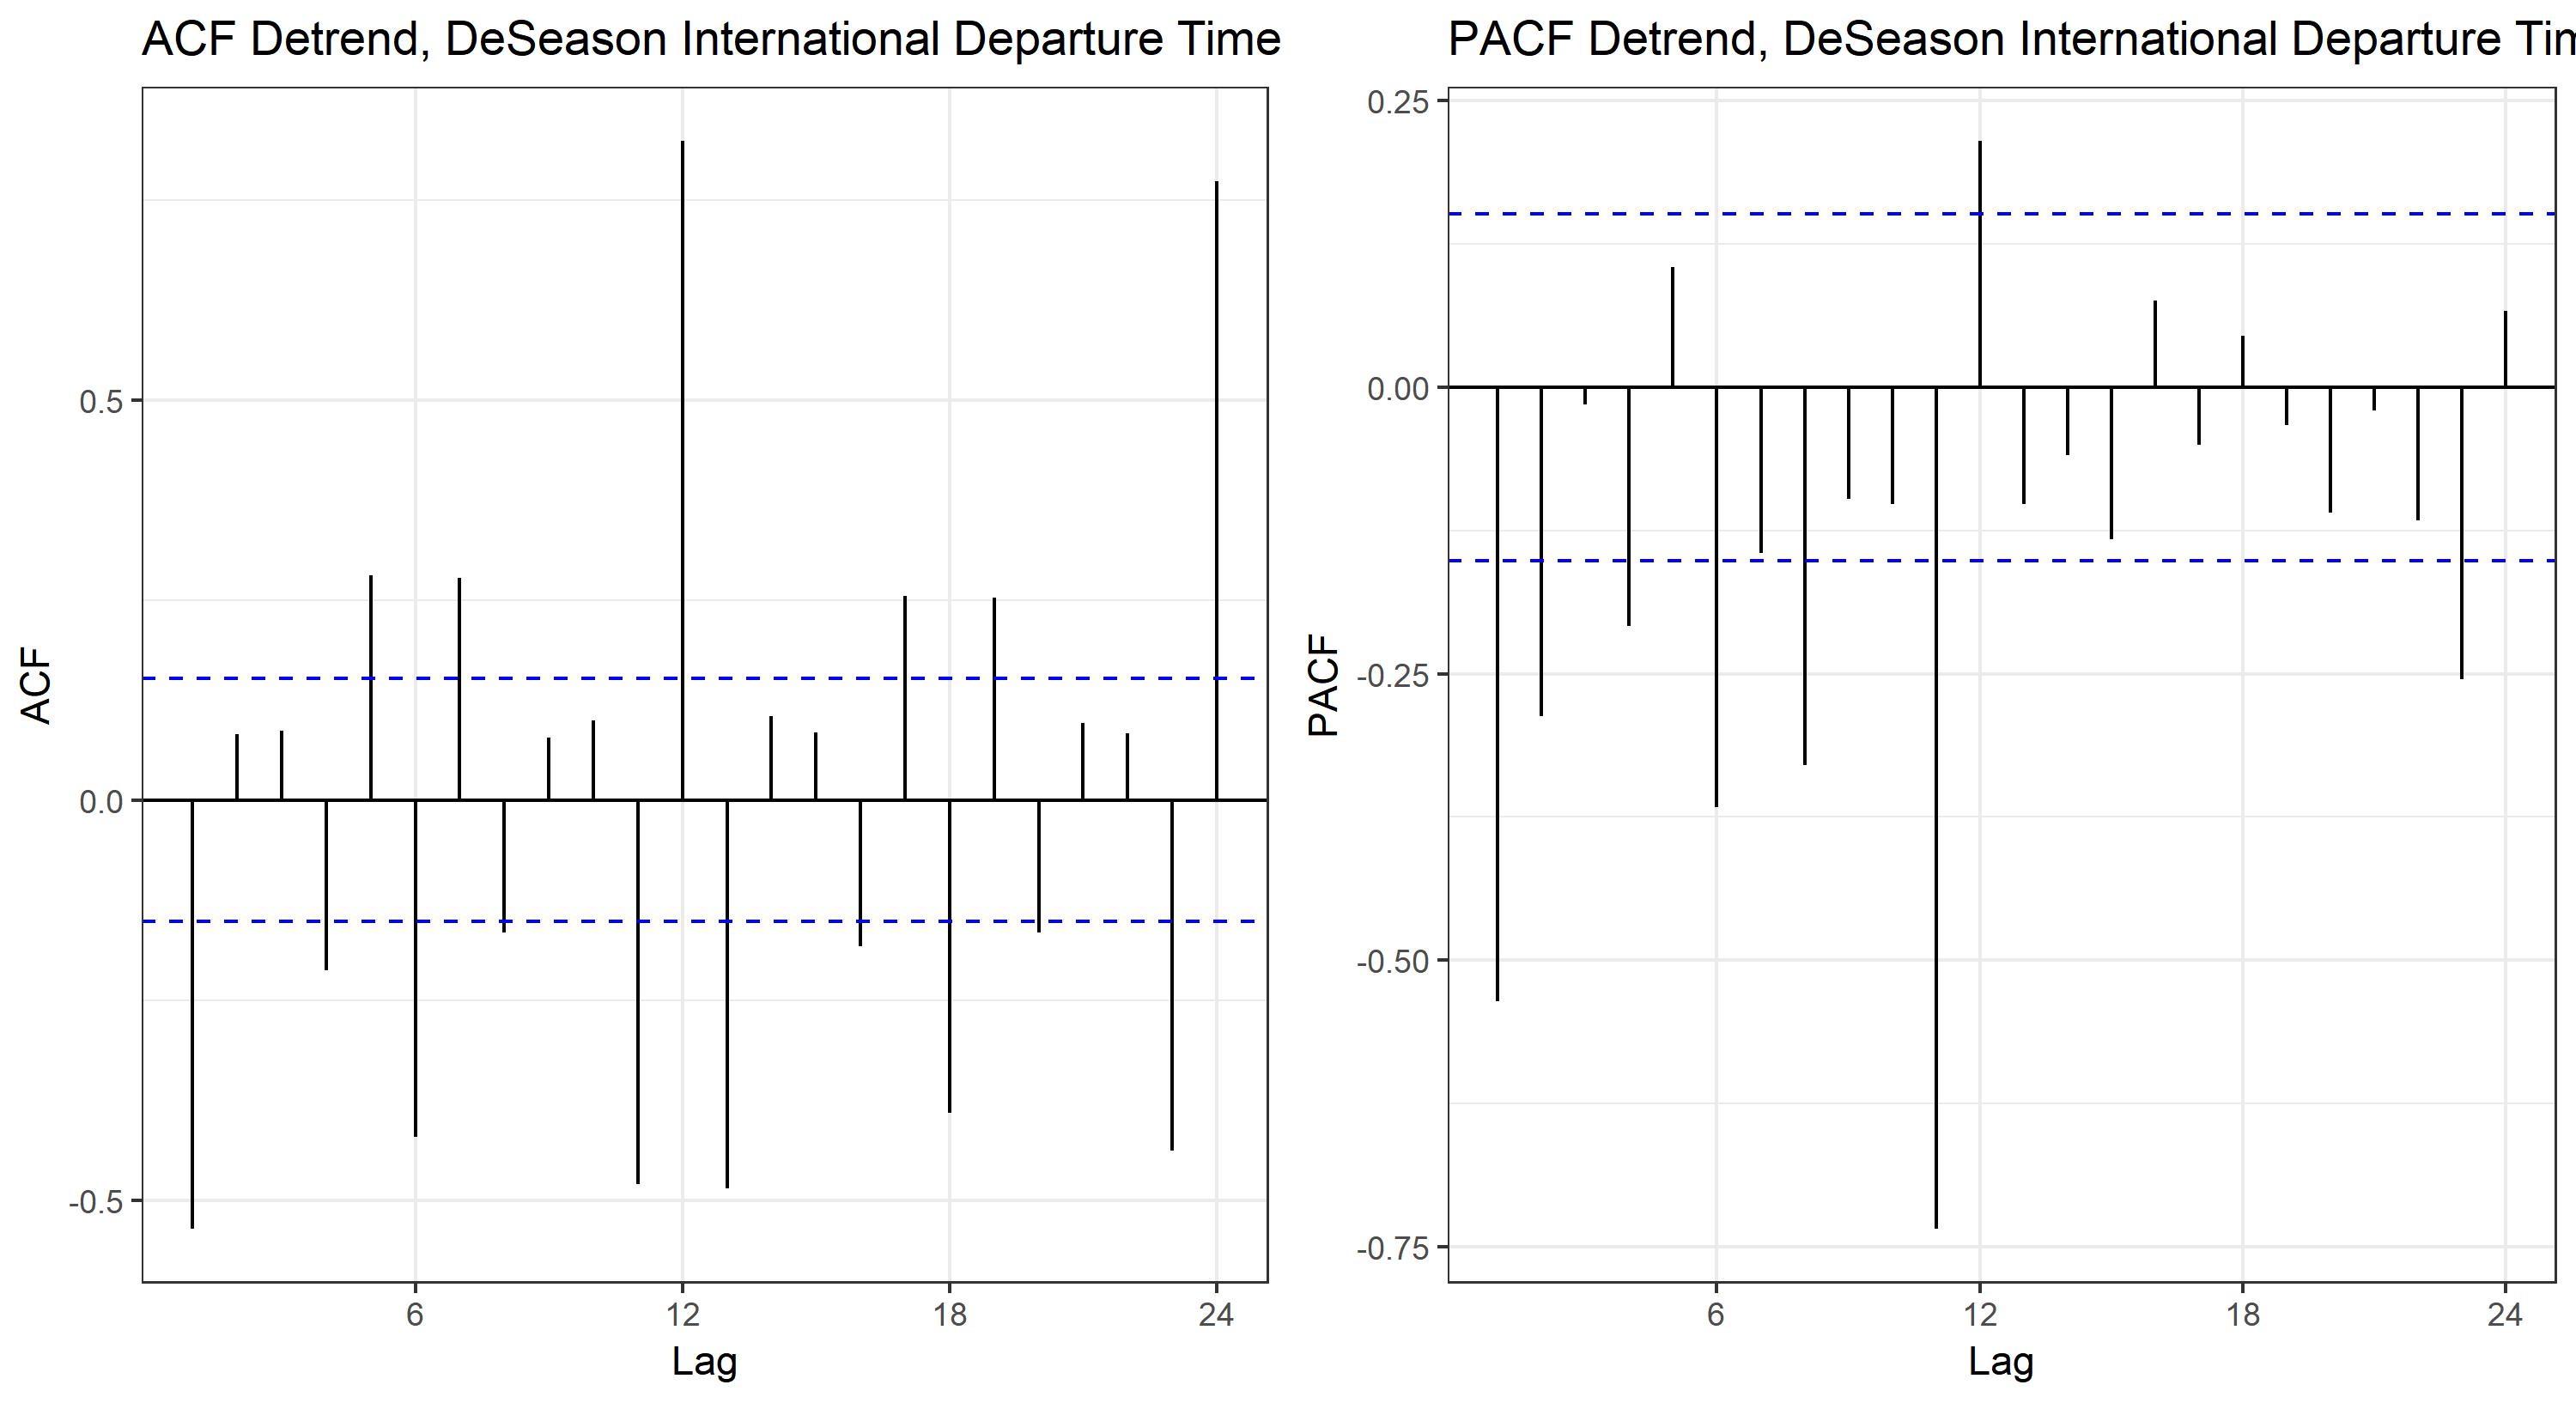 ACF Detrend, DeSeason International Departure Time
ACF
0.5
0.0
-0.5
6 12 18 24
Lag
PACF Detrend, DeSeason International Departure Tim
PACF
0.25
0.00
-0.25
-0.50
-0.75
6 12 18 24
Lag